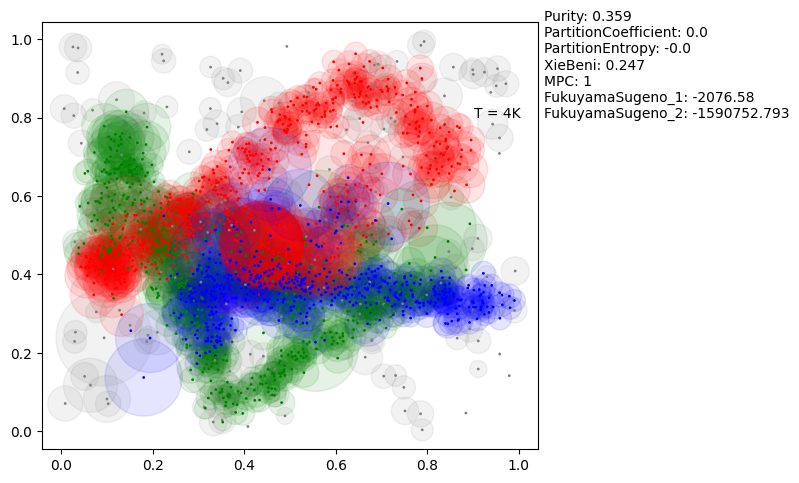 Purity: 0.359
PartitionCoefficient: 0.0
PartitionEntropy: -0.0
XieBeni: 0.247
MPC: 1
FukuyamaSugeno_1: -2076.58
FukuyamaSugeno_2: -1590752.793
T = 4K
1.0
0.8
0.6
0.4
0.2
0.0
0.0 0.2 0.4 0.6 0.8 1.0